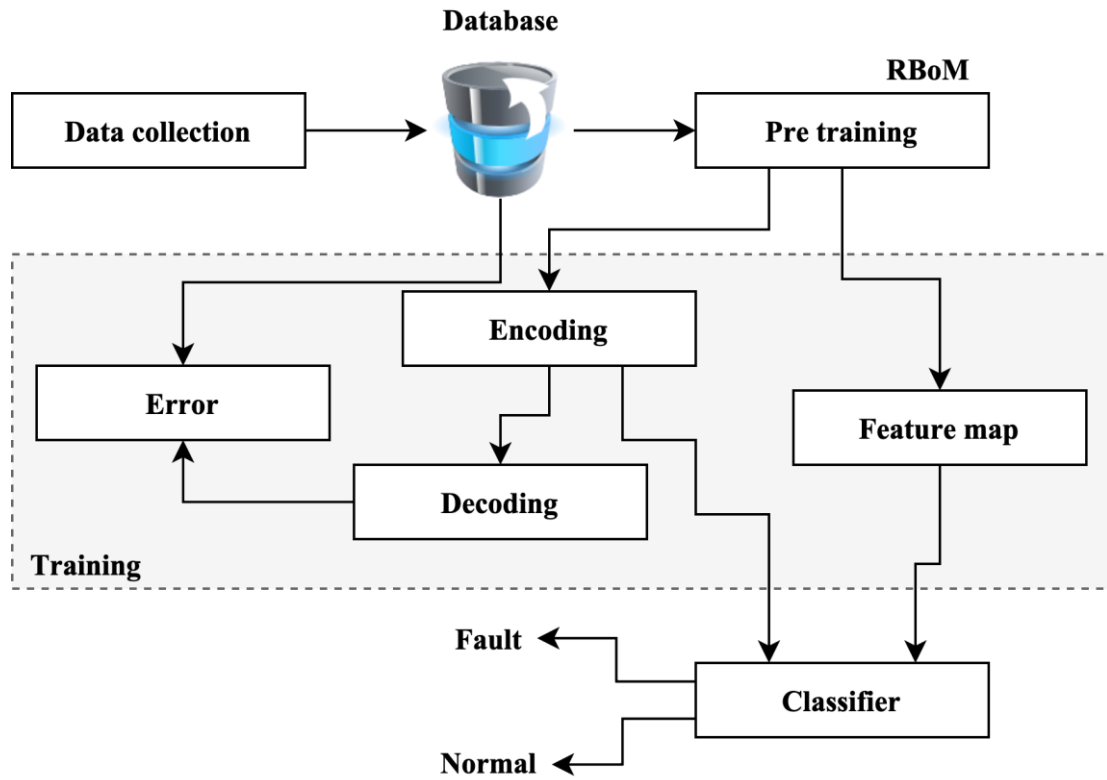 Database
RBoM
Data collection
Pre training
Encoding
Error
Feature map
Decoding
Training
Fault
Classifier
Normal